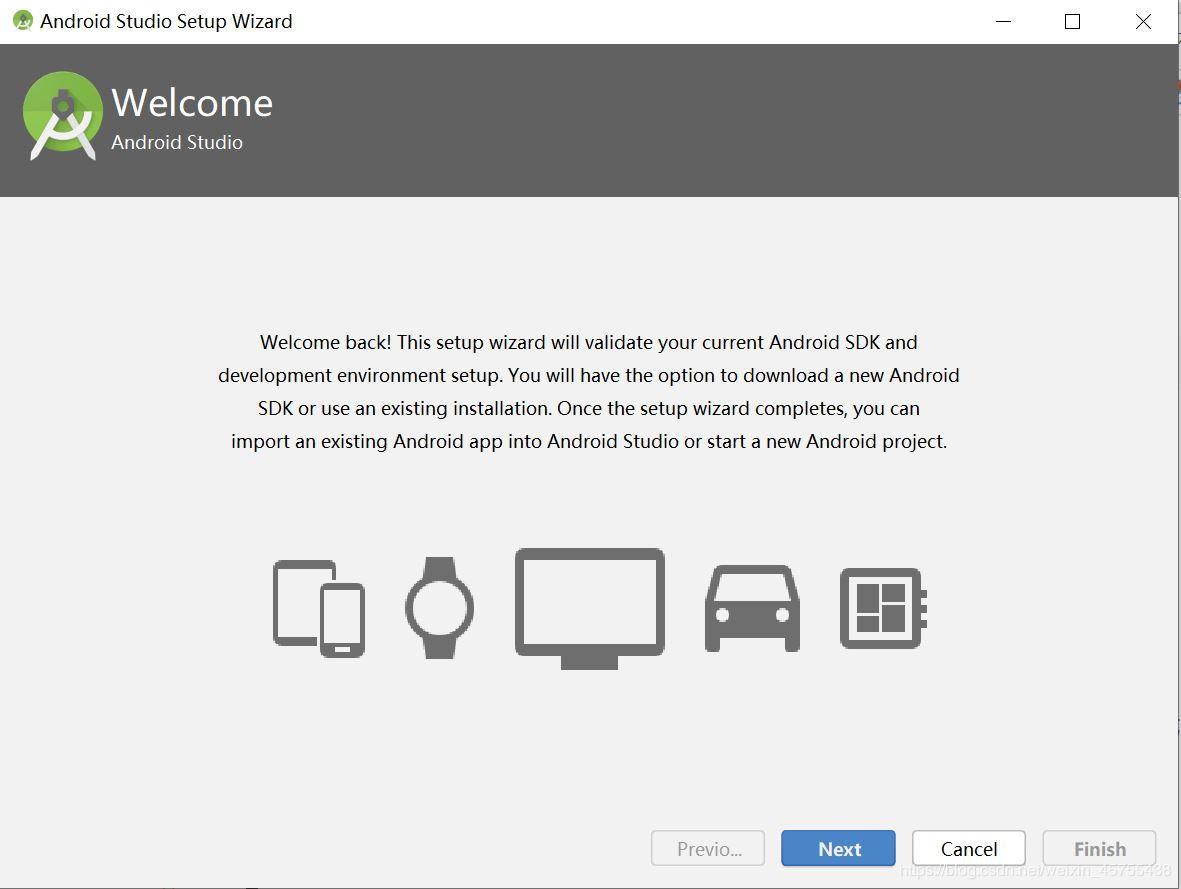 Android Studio Setup Wizard
Welcome
Android Studio
Welcome back! This setup wizard will validate your current Android SDK and
development environment setup. You will have the option to download a new Android
SDK or use an existing installation. Once the setup wizard completes, you can
import an existing Android app into Android Studio or start a new Android project.
Previo... Next Cancel Finish
https://blog.csdn.net/weixin_45755438